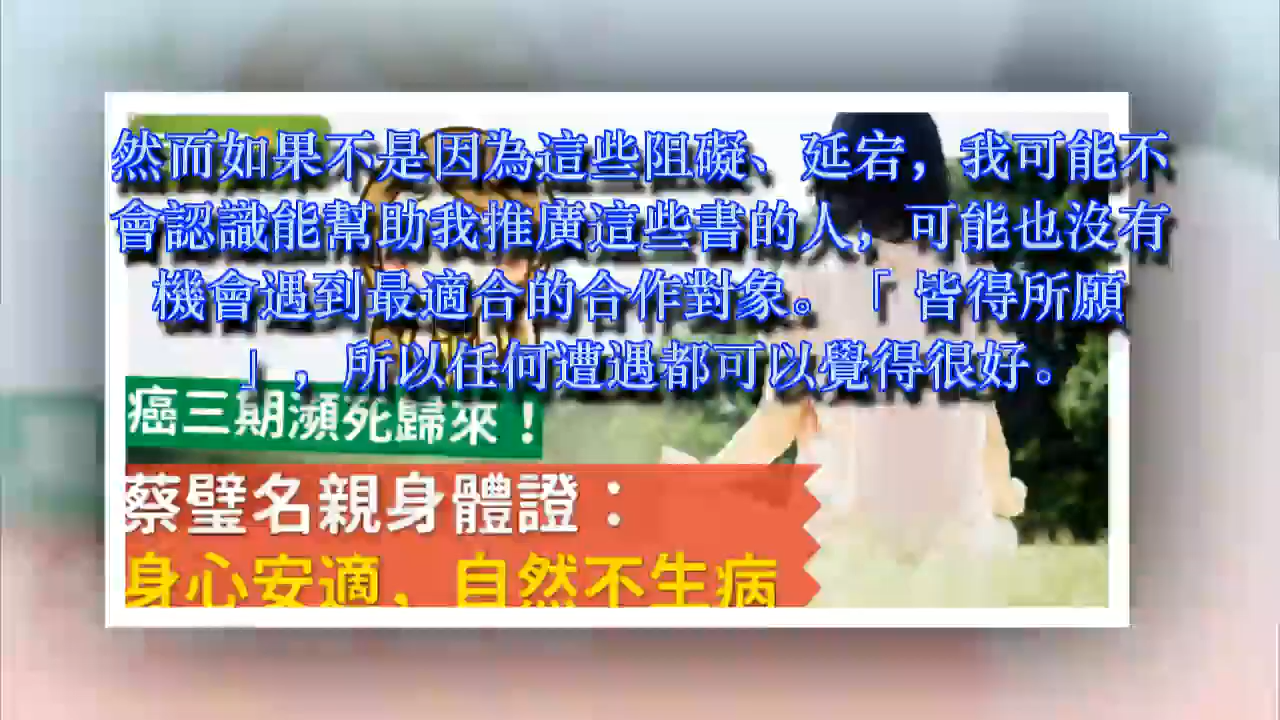 然而如果不是因為這些阻礙、延宕，我可能不
會認識能幫助我推廣這些書的人，可能也沒有
機會遇到最適合的合作對象。「皆得所願
」，所以任何遭遇都可以覺得很好。
癌三期瀕死歸來！
蔡璧名親身體證：
身心安適，自然不生病